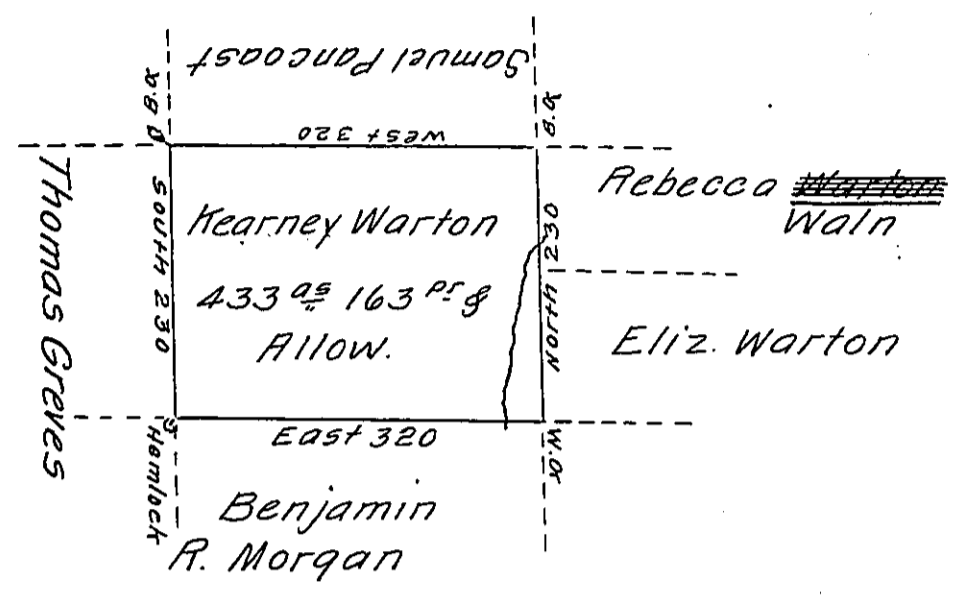 Samuel Pancoast
B.O.
B.O.
West 320
Thomas Greves
South 230
Kearney Warton
433 as 163 pr &
Allow.
North 230
Rebecca Warton
Waln
Eliz. Warton
East 320
Hemlock
W.O.
Benjamin
R. Morgan